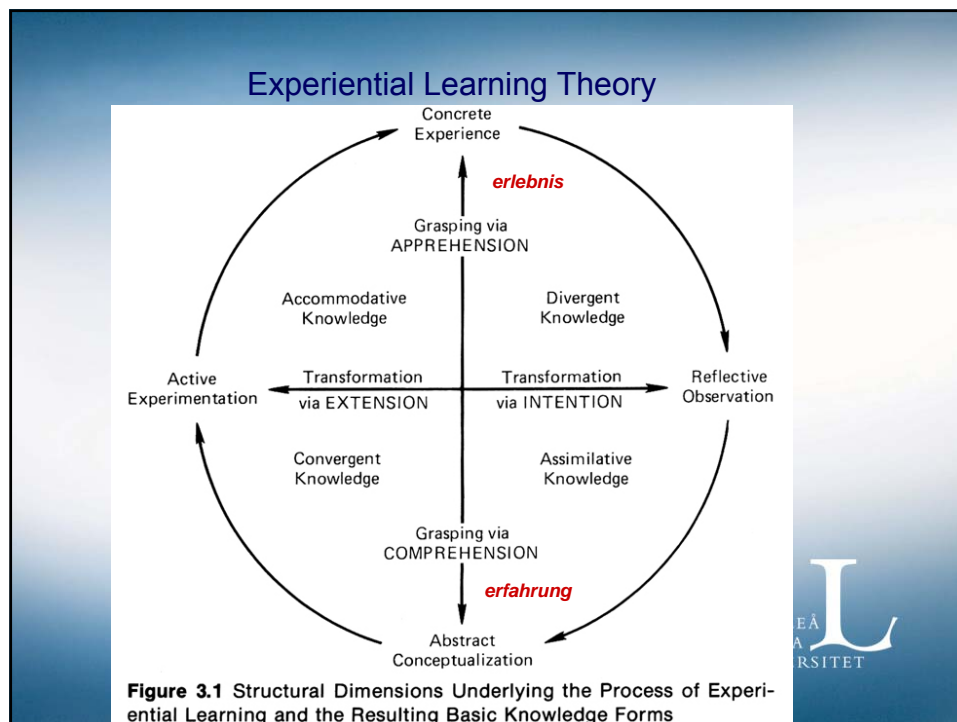 Experiential Learning Theory
Concrete
Experience
erlebnis
Grasping via
APPREHENSION
Accommodative
Knowledge
Divergent
Knowledge
Active
Experimentation
Transformation
via EXTENSION
Transformation
via INTENTION
Reflective
Observation
Convergent
Knowledge
Assimilative
Knowledge
Grasping via
COMPREHENSION
erfahrung
Abstract
Conceptualization
L
Figure 3.1 Structural Dimensions Underlying the Process of Experi-
ential Learning and the Resulting Basic Knowledge Forms